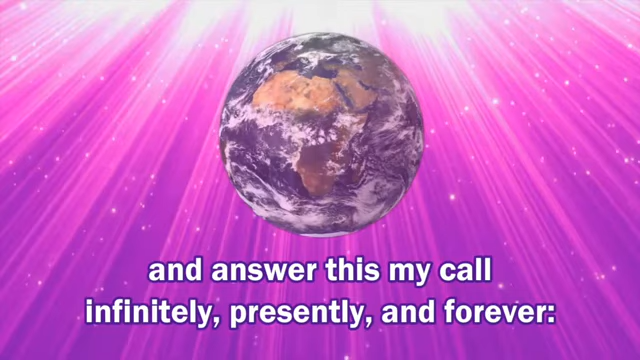 and answer this my call
infinitely, presently, and forever: